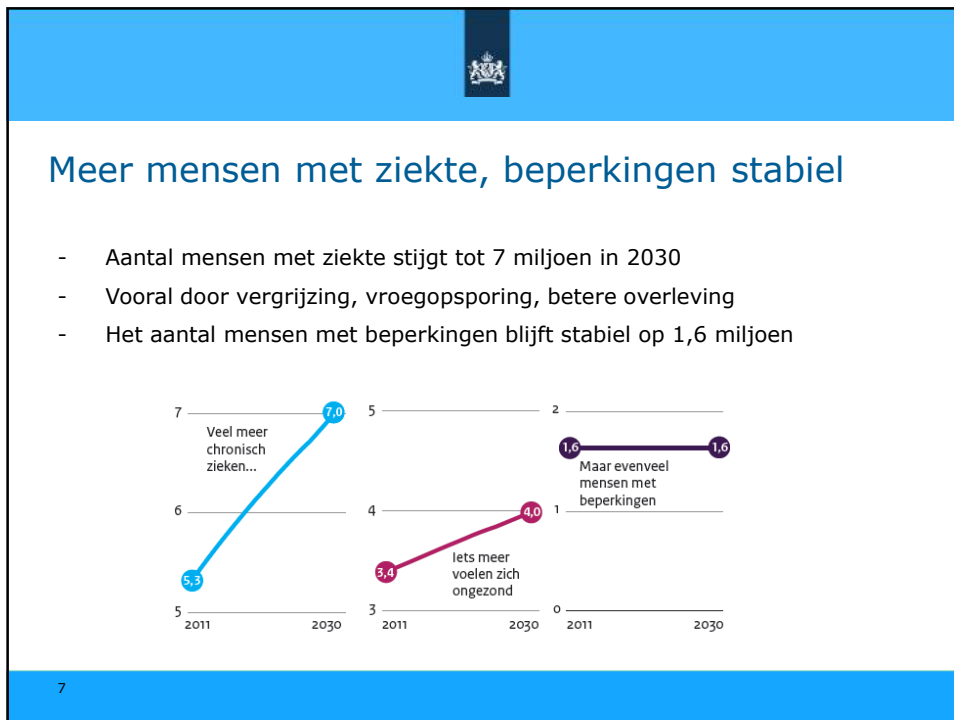 Meer mensen met ziekte, beperkingen stabiel
- Aantal mensen met ziekte stijgt tot 7 miljoen in 2030
- Vooral door vergrijzing, vroegopsporing, betere overleving
- Het aantal mensen met beperkingen blijft stabiel op 1,6 miljoen
7
7,0
Veel meer
chronisch
zieken...
6
5,3
5
2011 2030
5
4
4,0
3,4
Iets meer
voelen zich
ongezond
3
2011 2030
2
1,6 1,6
Maar evenveel
mensen met
beperkingen
1
0
2011 2030
7